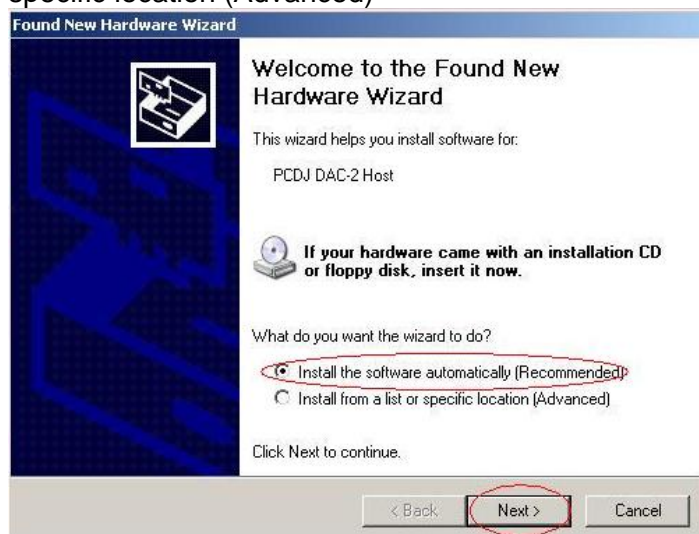 specific location (Advanced)
Found New Hardware Wizard
Welcome to the Found New
Hardware Wizard
This wizard helps you install software for:
PCDJ DAC-2 Host
If your hardware came with an installation CD
or floppy disk, insert it now.
What do you want the wizard to do?
Install the software automatically (Recommended)
Install from a list or specific location (Advanced)
Click Next to continue.
< Back
Next >
Cancel